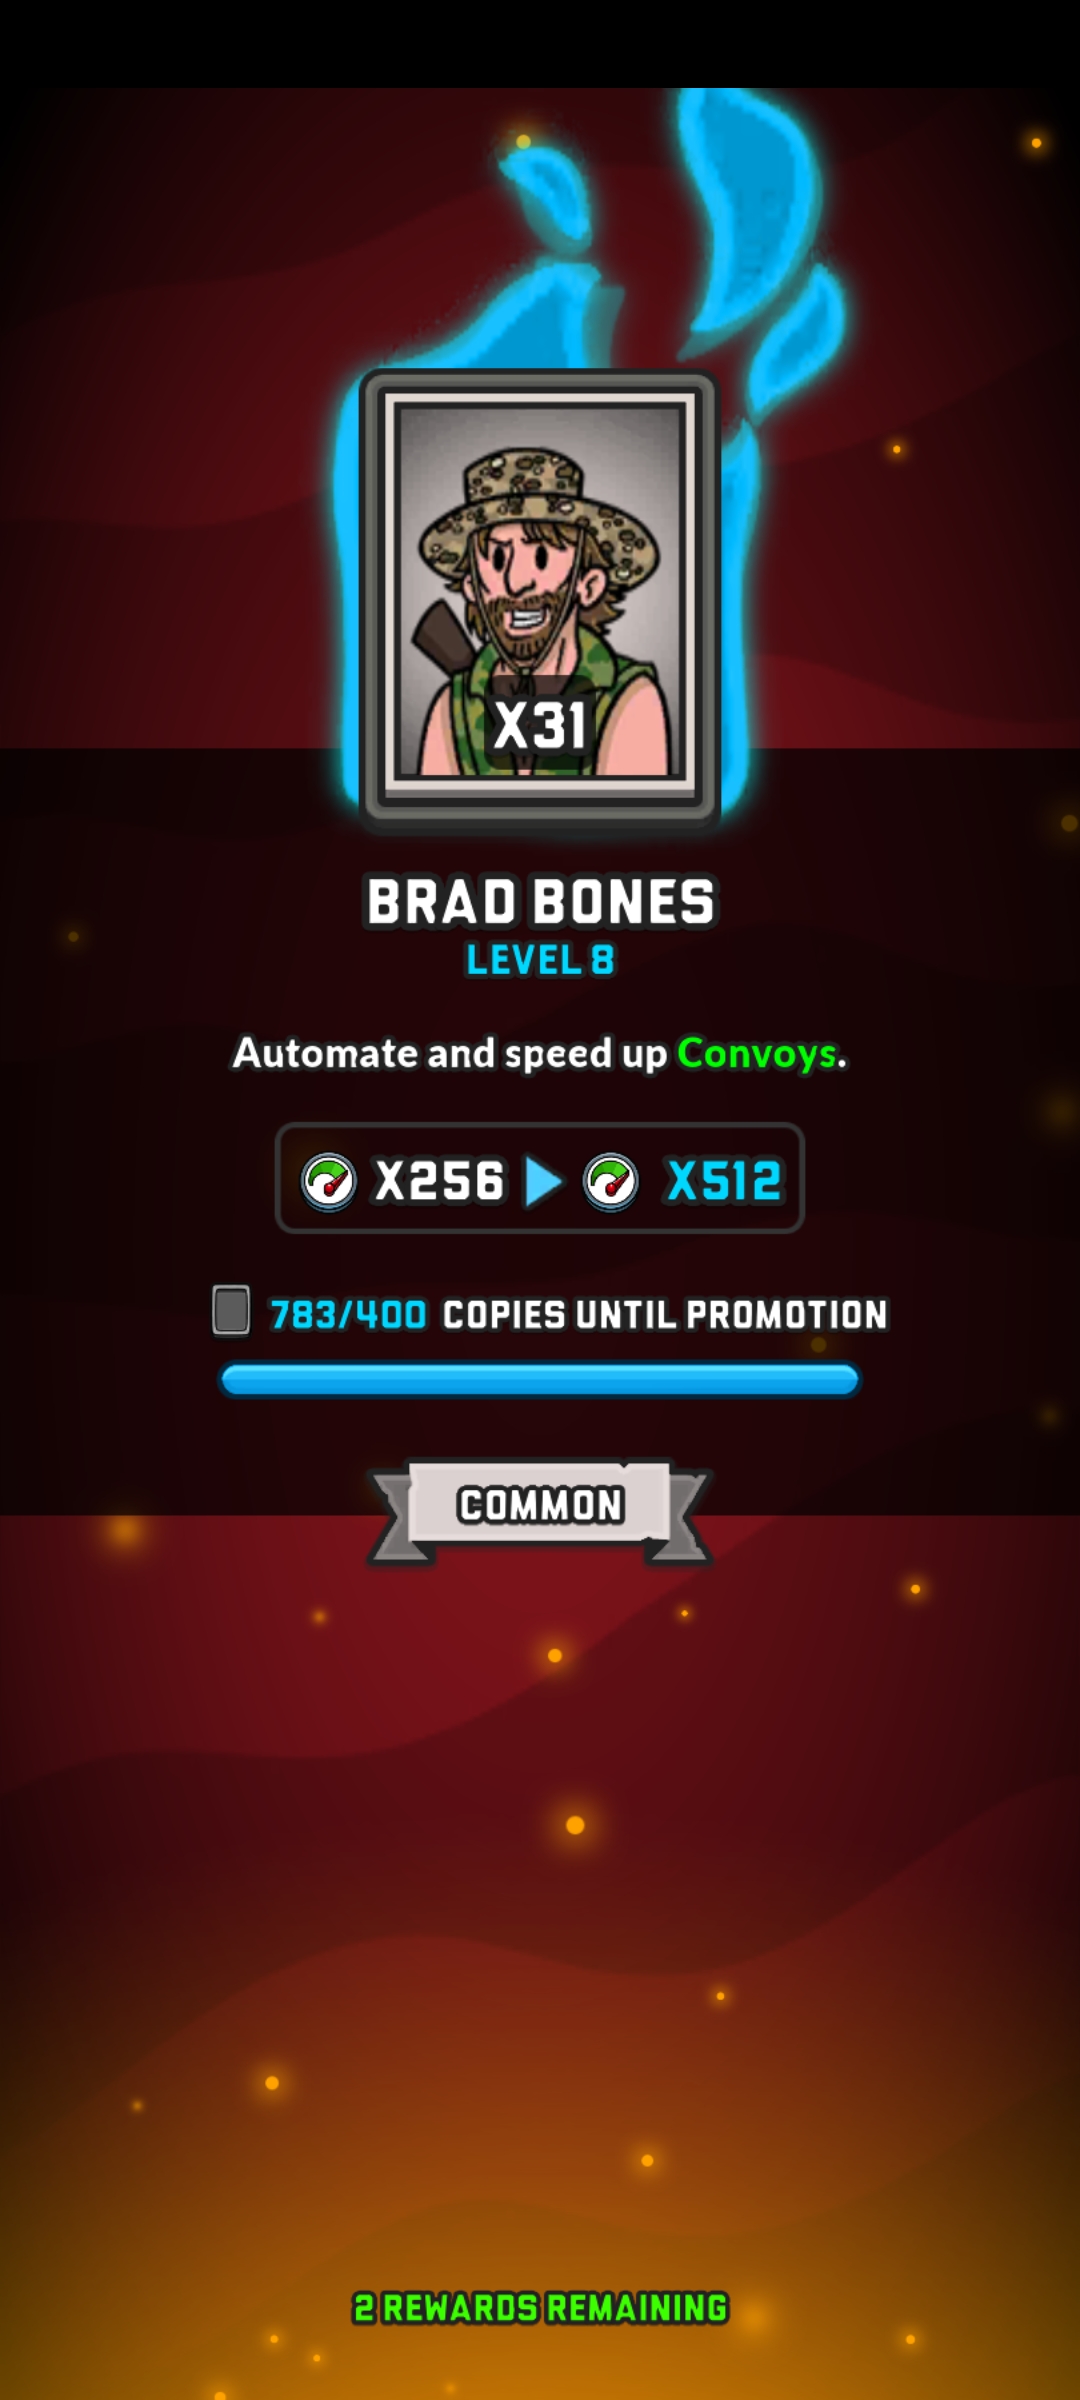 X31
BRAD BONES
LEVEL 8
Automate and speed up Convoys.
X256 X512
783/400 COPIES UNTIL PROMOTION
COMMON
2 REWARDS REMAINING